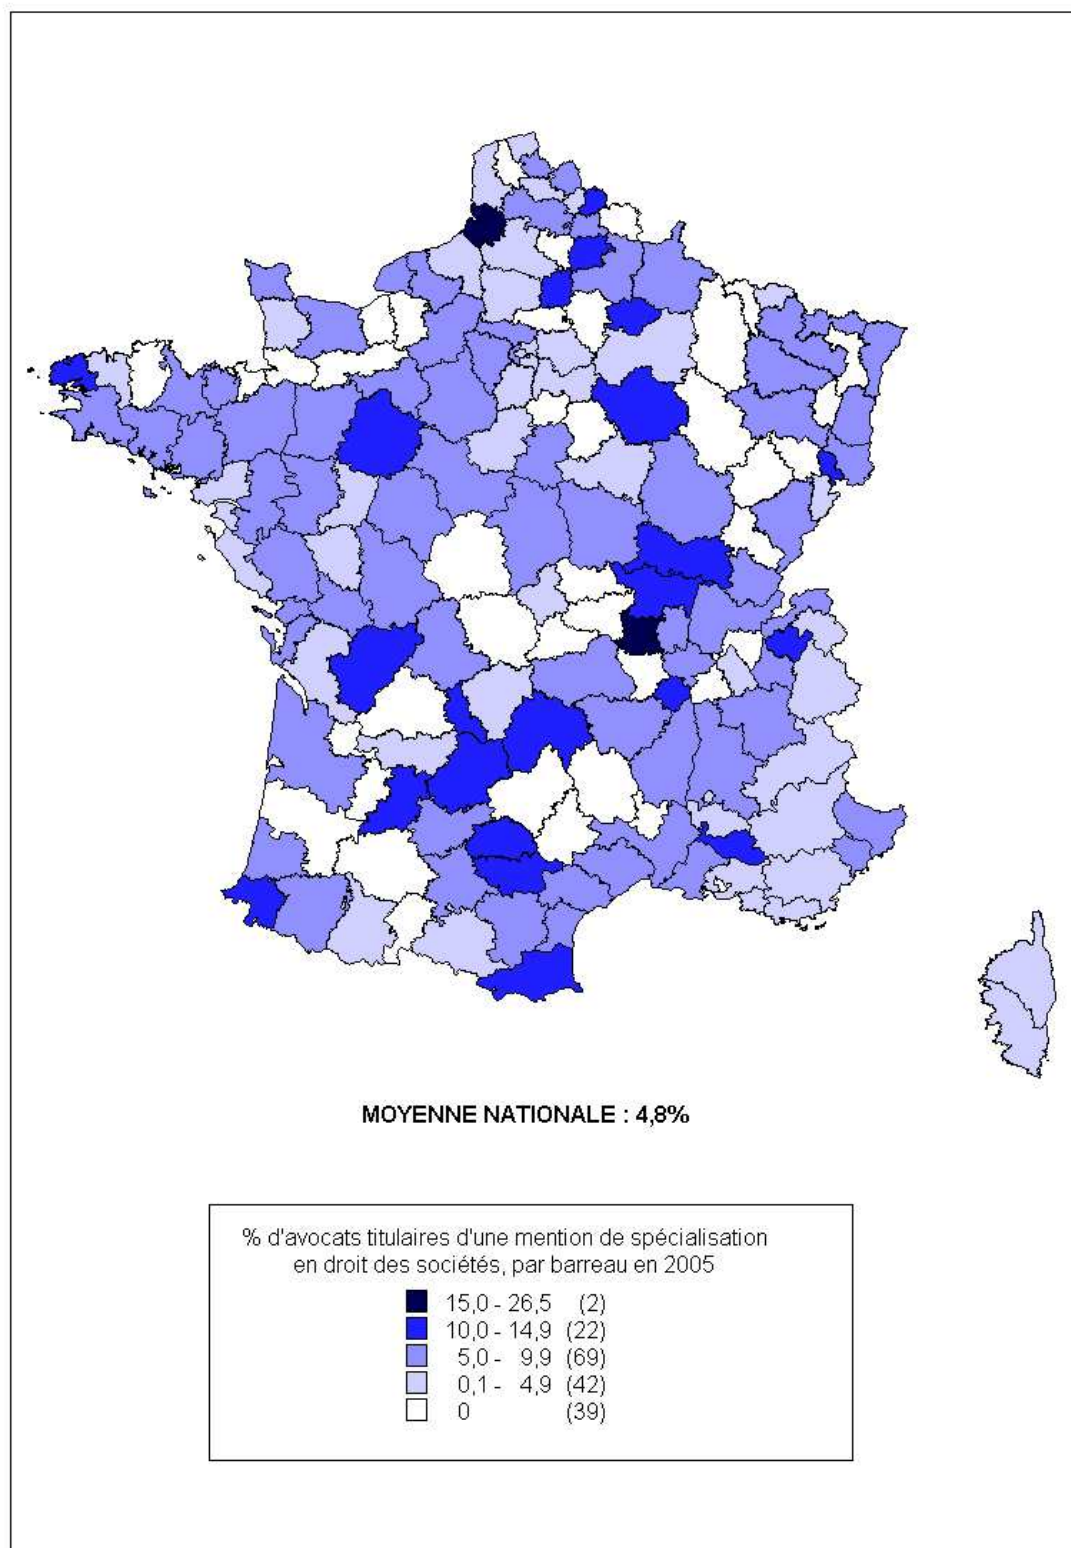 MOYENNE NATIONALE : 4,8%
% d'avocats titulaires d'une mention de spécialisation
en droit des sociétés, par barreau en 2005
15,0 - 26,5 (2)
10,0 - 14,9 (22)
5,0 - 9,9 (69)
0,1 - 4,9 (42)
0 (39)